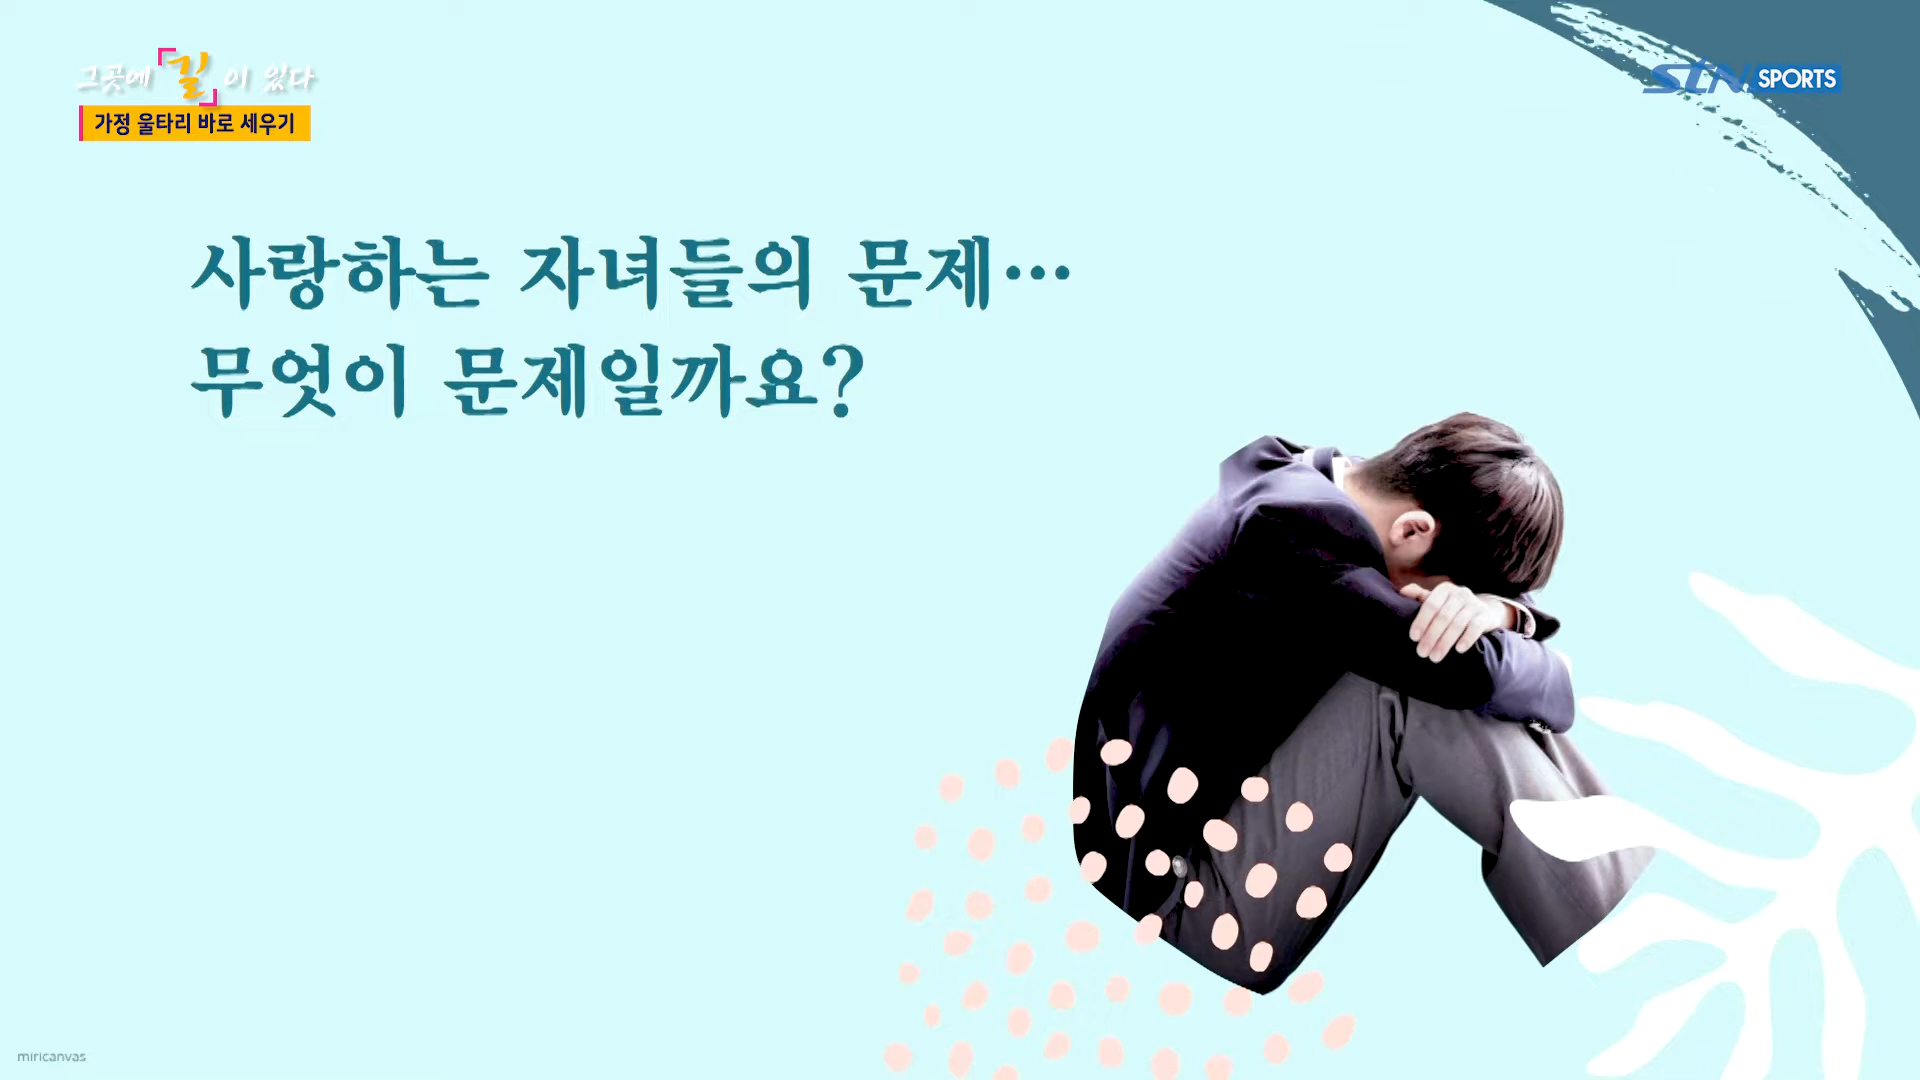 그곳에 「길」이 있다
가정 울타리 바로 세우기
STN SPORTS
사랑하는 자녀들의 문제…
무엇이 문제일까요?
miricanvas